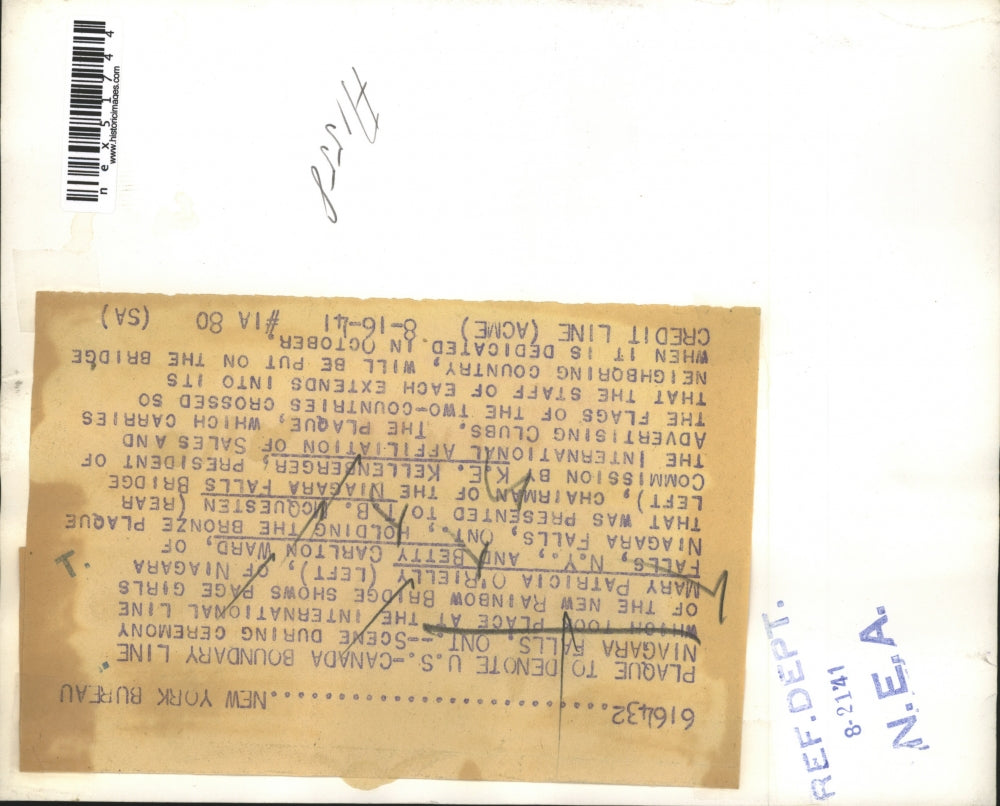 616432.............................NEW YORK BUREAU
PLAQUE TO DENOTE U.S.-CANADA BOUNDARY LINE
NIAGARA FALLS, ONT.--SCENE DURING CEREMONY
WHICH TOOK PLACE AT THE INTERNATIONAL LINE
OF THE NEW RAINBOW BRIDGE SHOWS PAGE GIRLS
MARY PATRICIA O'RIELLY (LEFT), OF NIAGARA
FALLS, N.Y., AND BETTY CARLTON WARD, OF
NIAGARA FALLS, ONT., HOLDING THE BRONZE PLAQUE
THAT WAS PRESENTED TO T.B. MCQUESTEN (REAR
LEFT), CHAIRMAN OF THE NIAGARA FALLS BRIDGE
COMMISSION BY K.E. KELLENBERGER, PRESIDENT OF
THE INTERNATIONAL AFFILIATION OF SALES AND
ADVERTISING CLUBS. THE PLAQUE, WHICH CARRIES
THE FLAGS OF THE TWO-COUNTRIES CROSSED SO
THAT THE STAFF OF EACH EXTENDS INTO ITS
NEIGHBORING COUNTRY, WILL BE PUT ON THE BRIDGE
WHEN IT IS DEDICATED IN OCTOBER.
CREDIT LINE (ACME) 8-16-41 #1A 80 (SA)
T.
REF. DEPT.
8-21-41
N.E.A.
nex51744
www.historicimages.com